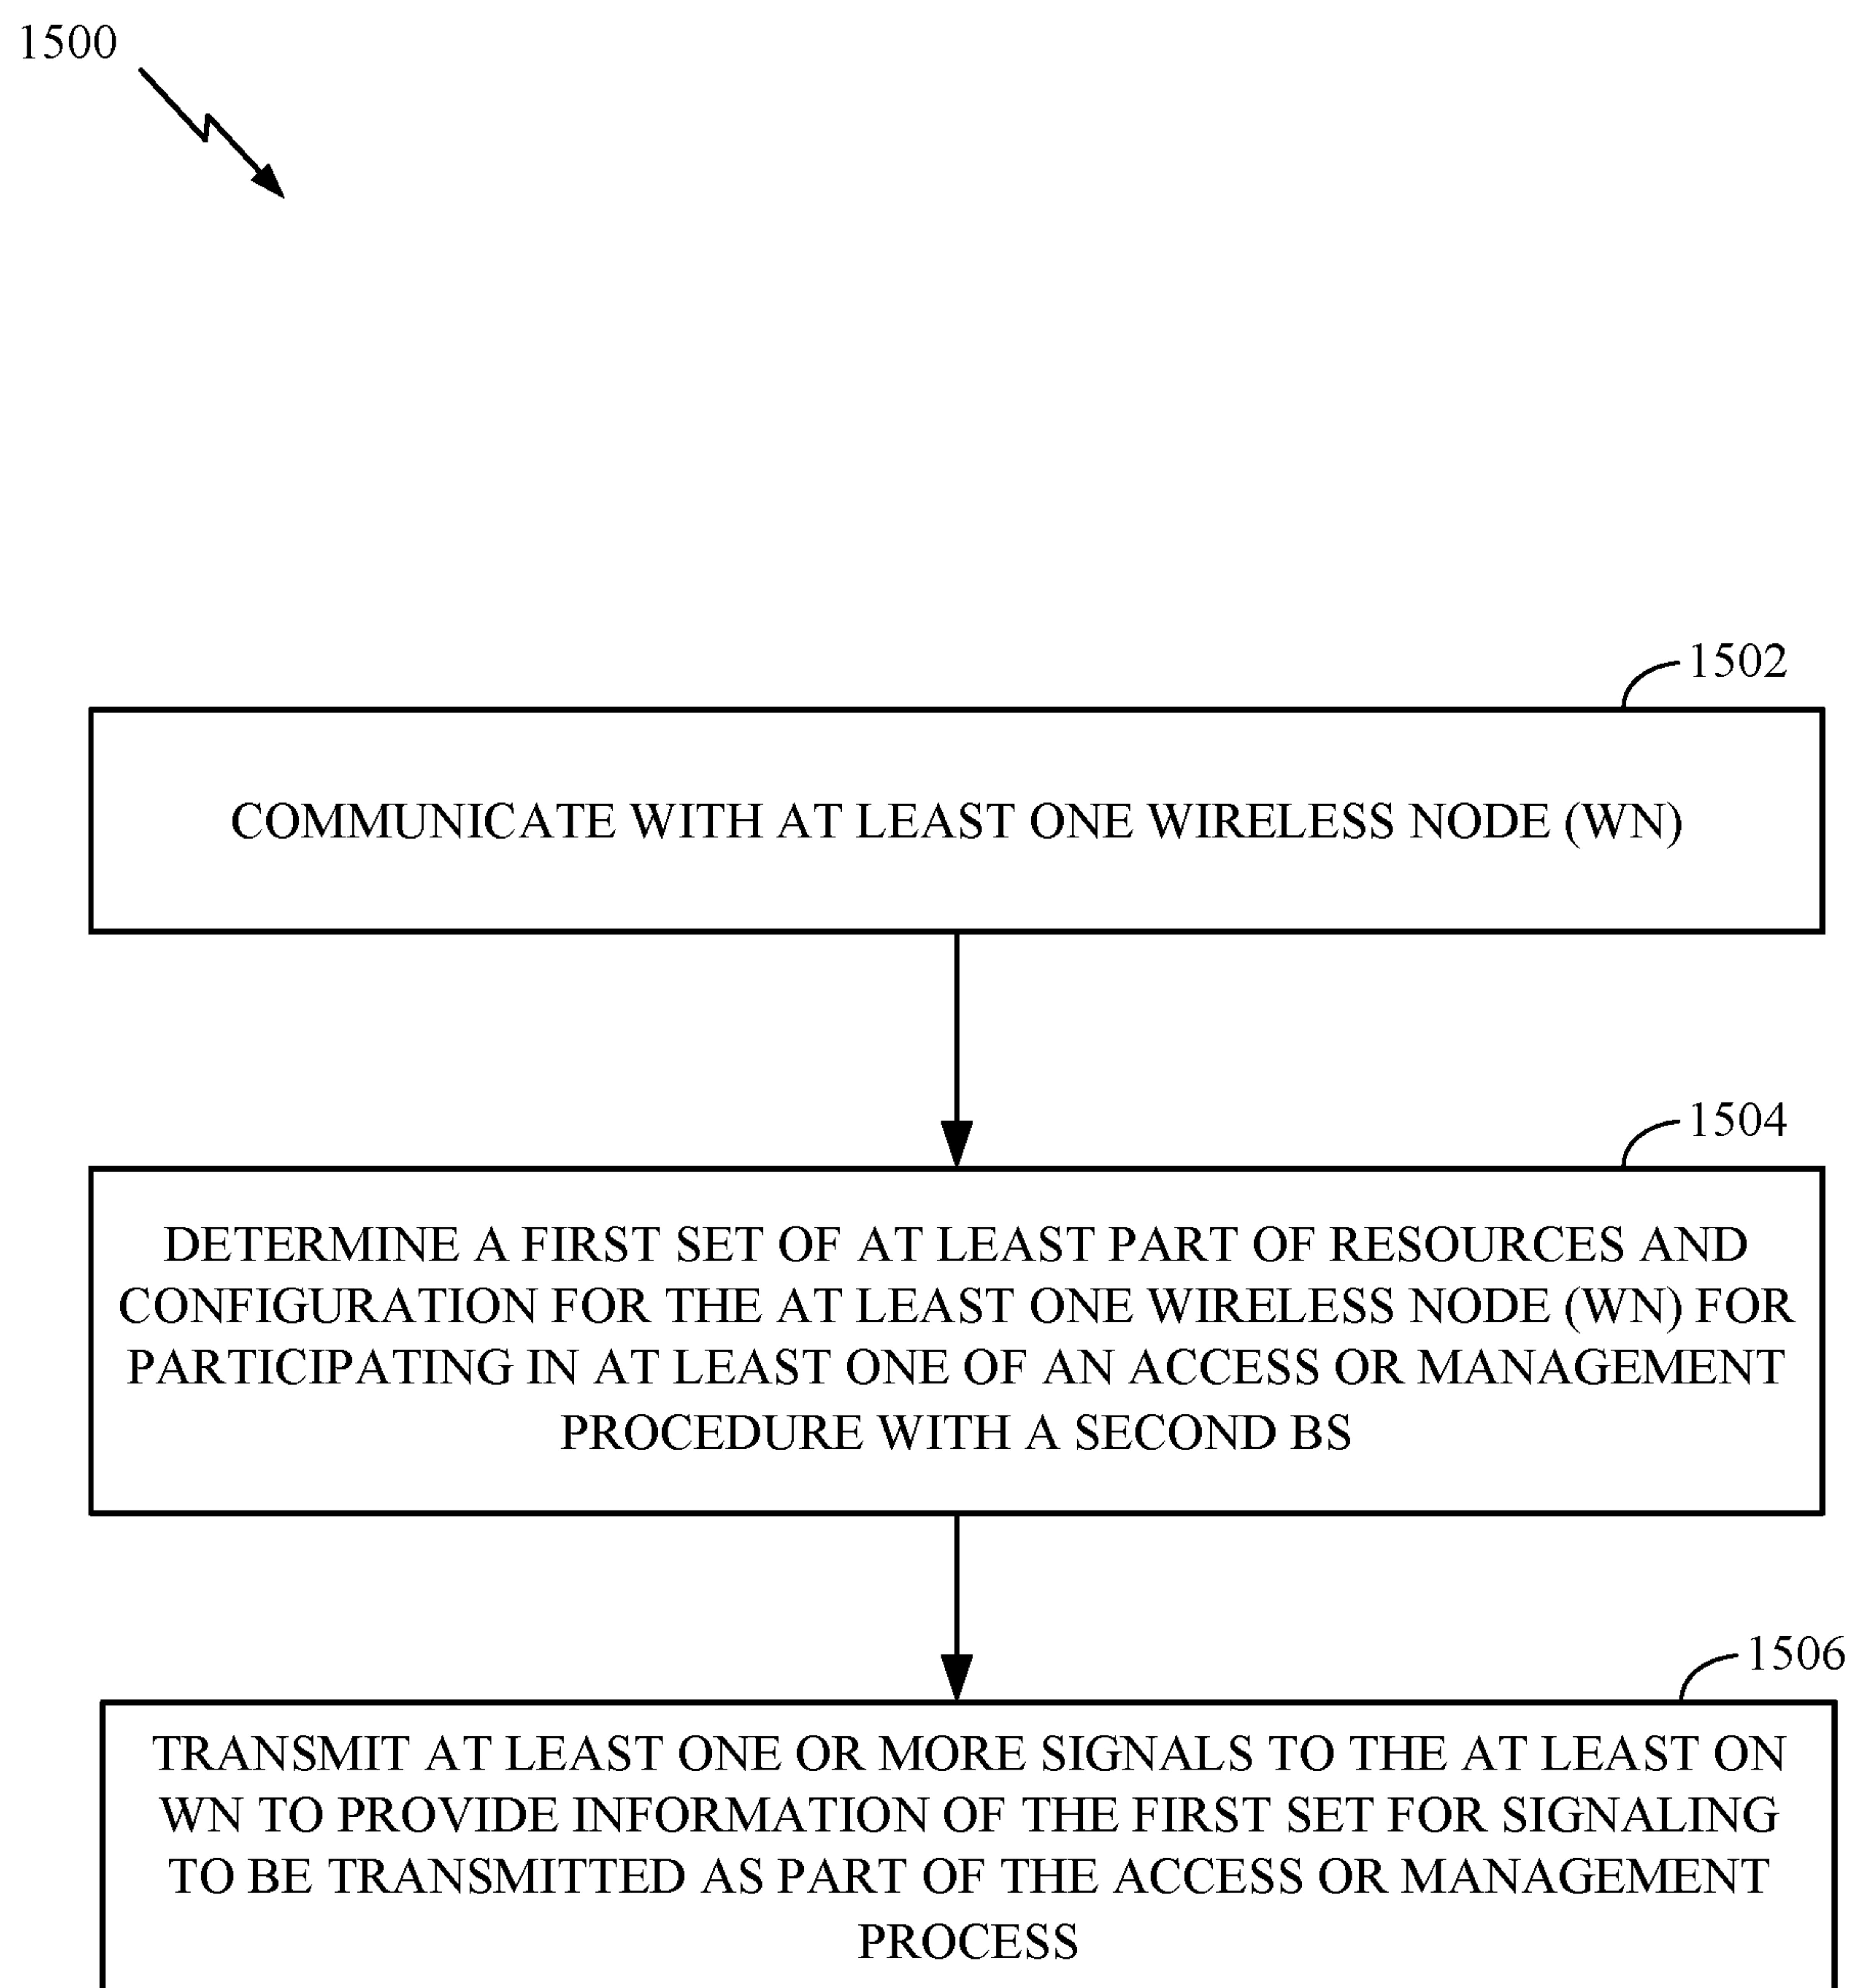 1500
1502
COMMUNICATE WITH AT LEAST ONE WIRELESS NODE (WN)
1504
DETERMINE A FIRST SET OF AT LEAST PART OF RESOURCES AND
CONFIGURATION FOR THE AT LEAST ONE WIRELESS NODE (WN) FOR
PARTICIPATING IN AT LEAST ONE OF AN ACCESS OR MANAGEMENT
PROCEDURE WITH A SECOND BS
1506
TRANSMIT AT LEAST ONE OR MORE SIGNALS TO THE AT LEAST ON
WN TO PROVIDE INFORMATION OF THE FIRST SET FOR SIGNALING
TO BE TRANSMITTED AS PART OF THE ACCESS OR MANAGEMENT
PROCESS